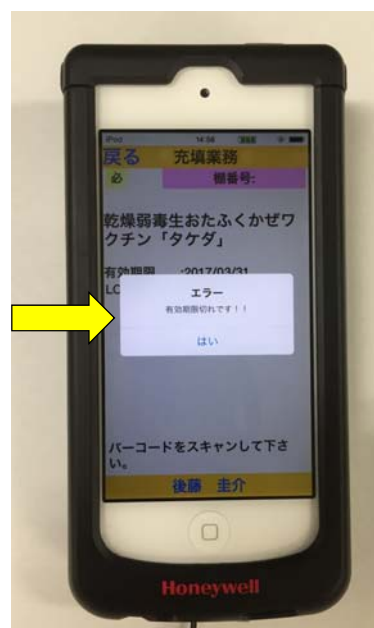 iPod 14:58
戻る 充填業務
必 棚番号:
乾燥弱毒生おたふくかぜワ
クチン「タケダ」
有効期限 :2017/03/31
LO
エラー
有効期限切れです！！
はい
バーコードをスキャンして下さ
い。
後藤 圭介
Honeywell